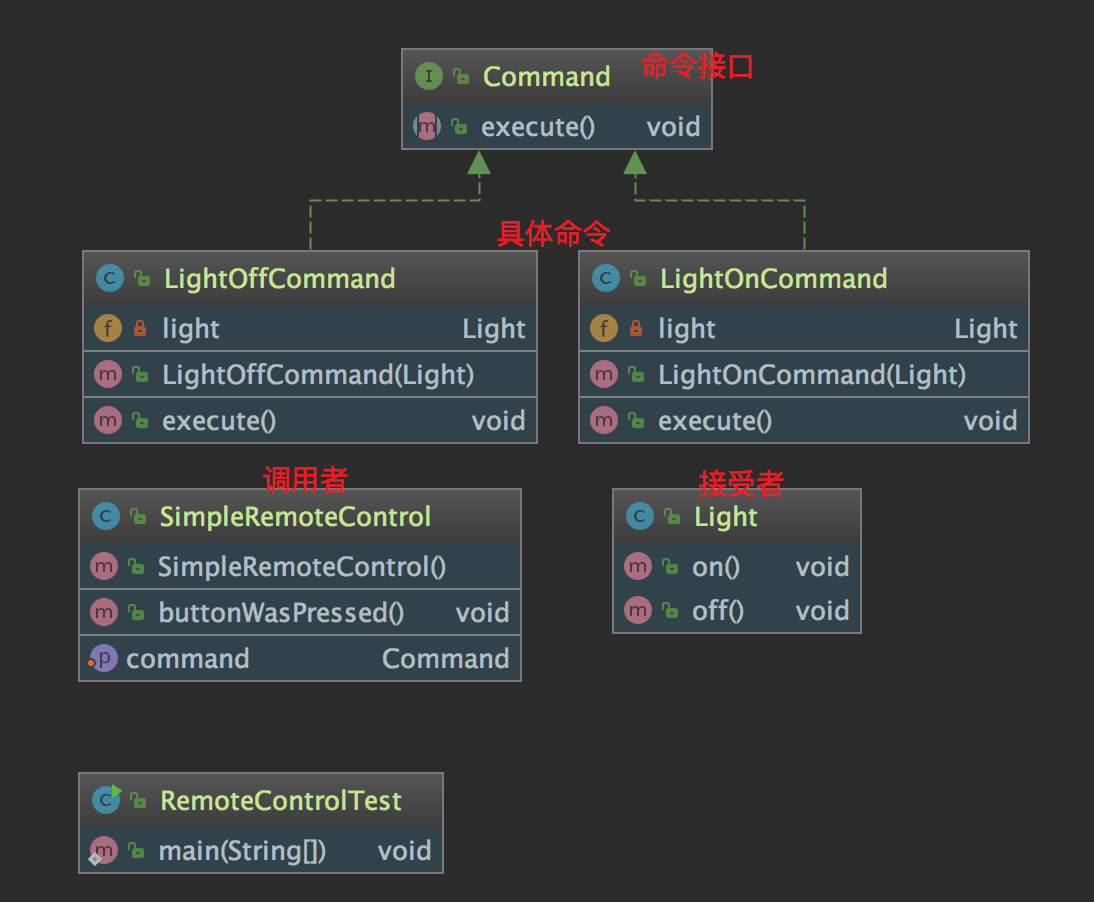 Command 命令接口
execute() void
具体命令
LightOffCommand
light Light
LightOffCommand(Light)
execute() void
LightOnCommand
light Light
LightOnCommand(Light)
execute() void
调用者
SimpleRemoteControl
SimpleRemoteControl()
buttonWasPressed() void
command Command
接受者
Light
on() void
off() void
RemoteControlTest
main(String[]) void